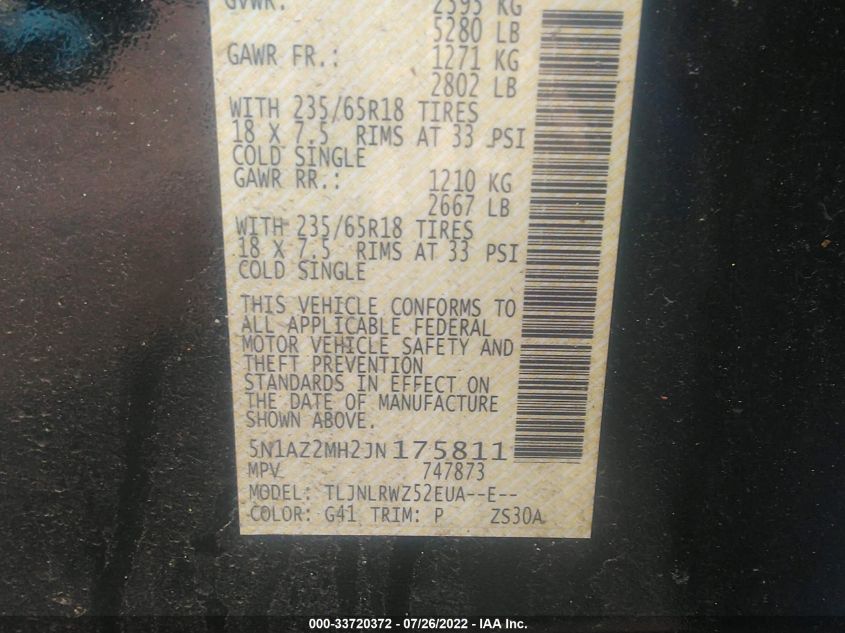 GVWR: 2395 KG
5280 LB
GAWR FR.: 1271 KG
2802 LB
WITH 235/65R18 TIRES
18 X 7.5 RIMS AT 33 PSI
COLD SINGLE
GAWR RR.: 1210 KG
2667 LB
WITH 235/65R18 TIRES
18 X 7.5 RIMS AT 33 PSI
COLD SINGLE
THIS VEHICLE CONFORMS TO
ALL APPLICABLE FEDERAL
MOTOR VEHICLE SAFETY AND
THEFT PREVENTION
STANDARDS IN EFFECT ON
THE DATE OF MANUFACTURE
SHOWN ABOVE.
5N1AZ2MH2JN175811
MPV 747873
MODEL: TLJNLRWZ52EUA--E--
COLOR: G41 TRIM: P ZS30A
000-33720372 - 07/26/2022 - IAA Inc.